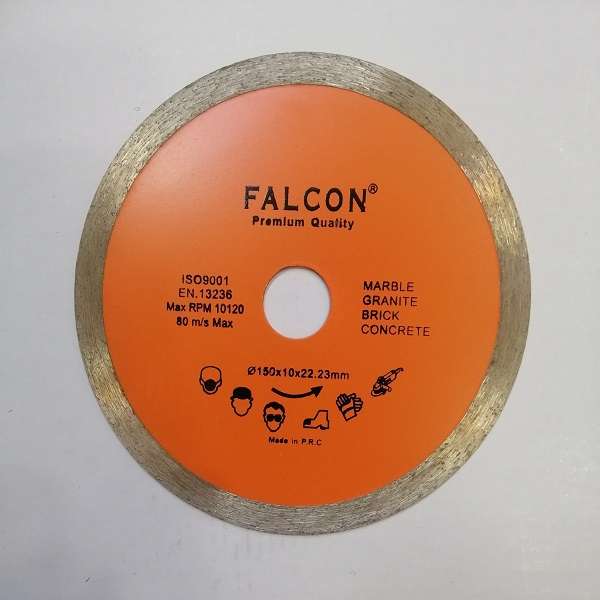 FALCON®
Premium Quality
ISO9001
EN.13236
Max RPM 10120
80 m/s Max
MARBLE
GRANITE
BRICK
CONCRETE
Ø150x10x22.23mm
Made in P.R.C